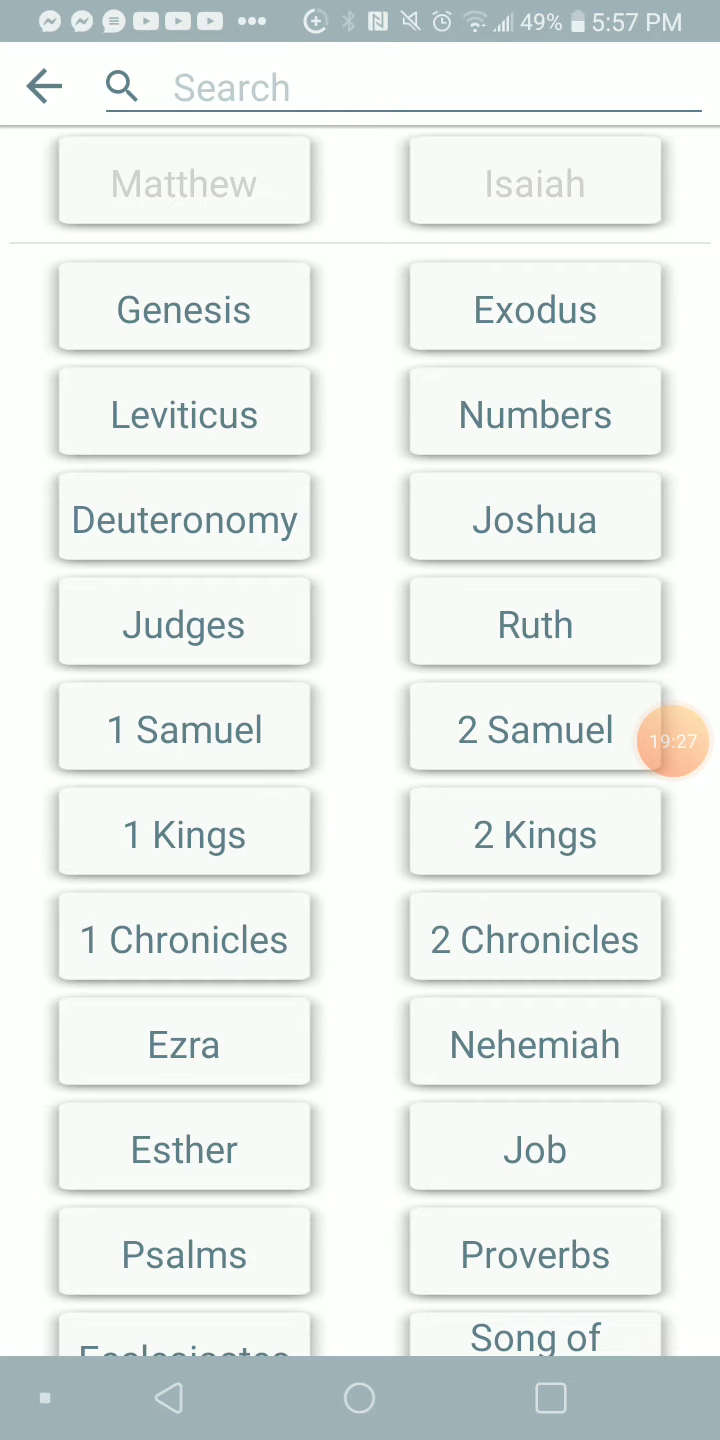 49% 5:57 PM
Search
Matthew Isaiah
Genesis Exodus
Leviticus Numbers
Deuteronomy Joshua
Judges Ruth
1 Samuel 2 Samuel
19:27
1 Kings 2 Kings
1 Chronicles 2 Chronicles
Ezra Nehemiah
Esther Job
Psalms Proverbs
Ecclesiastes Song of